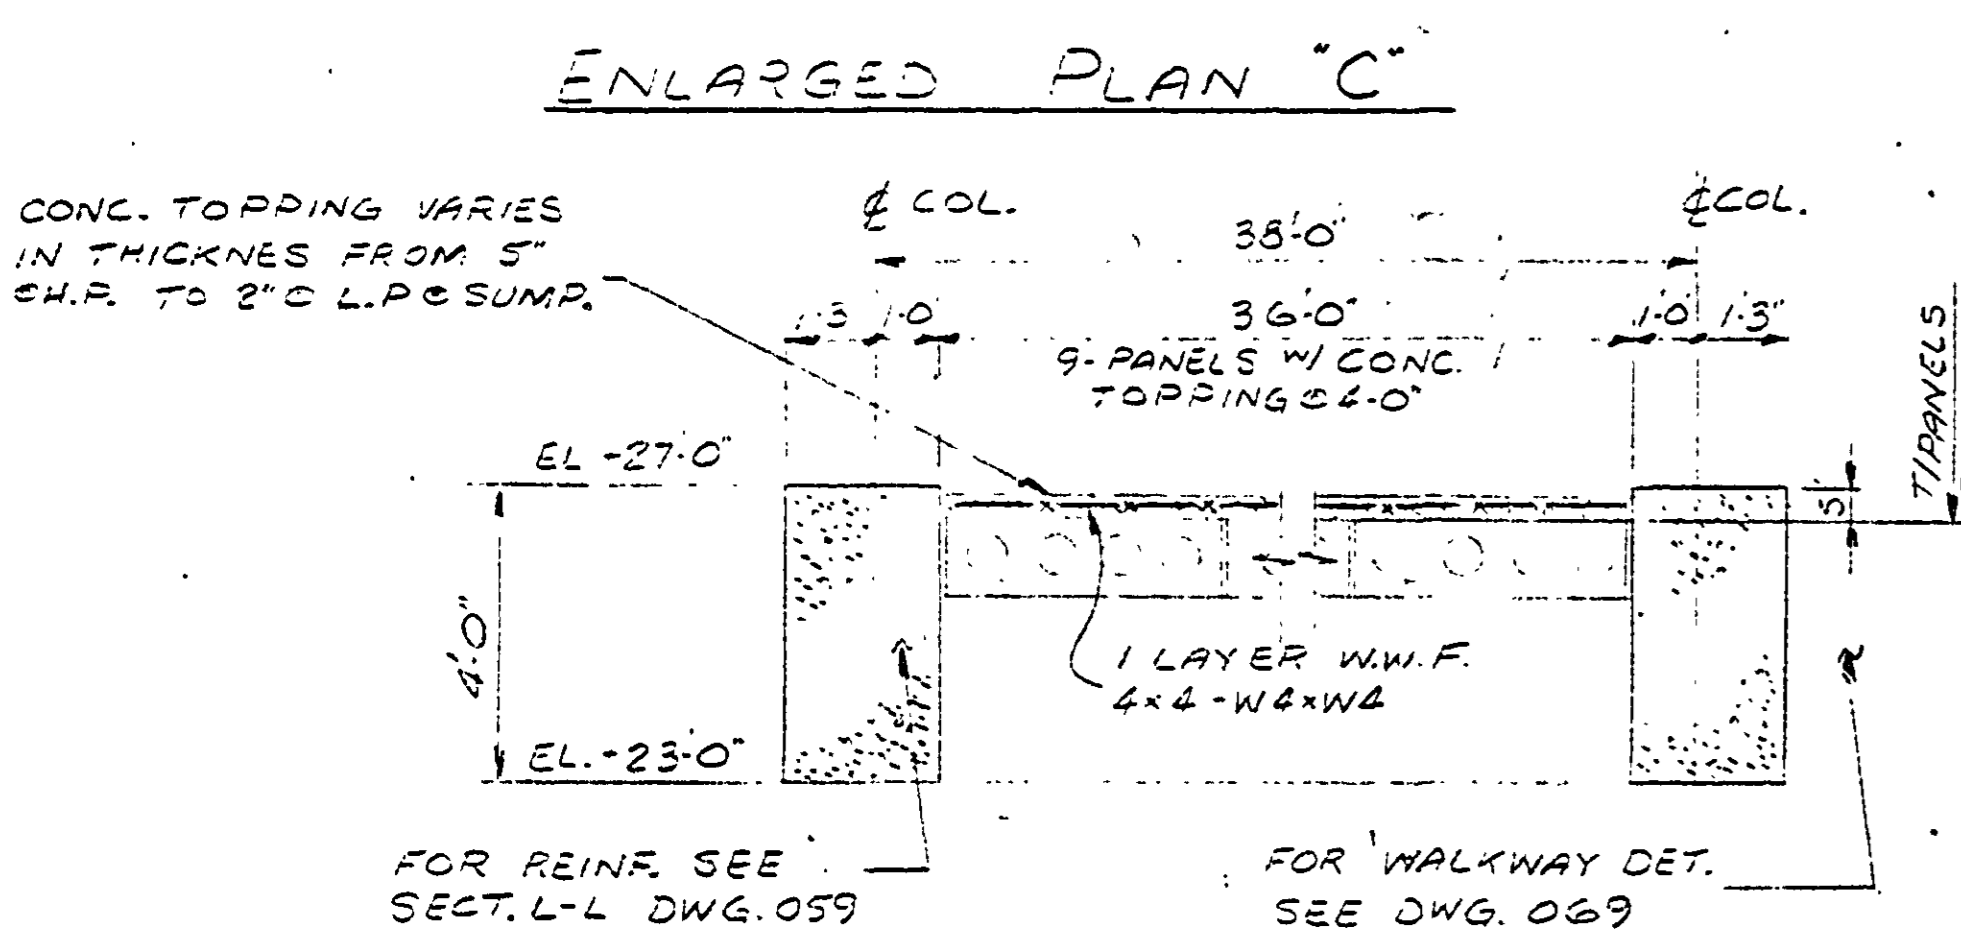 ENLARGED PLAN "C"
CONC. TOPPING VARIES
IN THICKNES FROM 5"
@H.P. TO 2"@ L.P @ SUMP.
₵ COL.
₵ COL.
38'-0"
1'-3 1'-0
36'-0"
1'-0 1'-3"
9-PANELS W/ CONC.
TOPPING @ 4'-0"
T/PANELS
EL -27'-0"
5"
4'-0"
1 LAYER W.W.F.
4x4-W4xW4
EL. -23'-0"
FOR REINF. SEE
SECT. L-L DWG. 059
FOR WALKWAY DET.
SEE DWG. 069